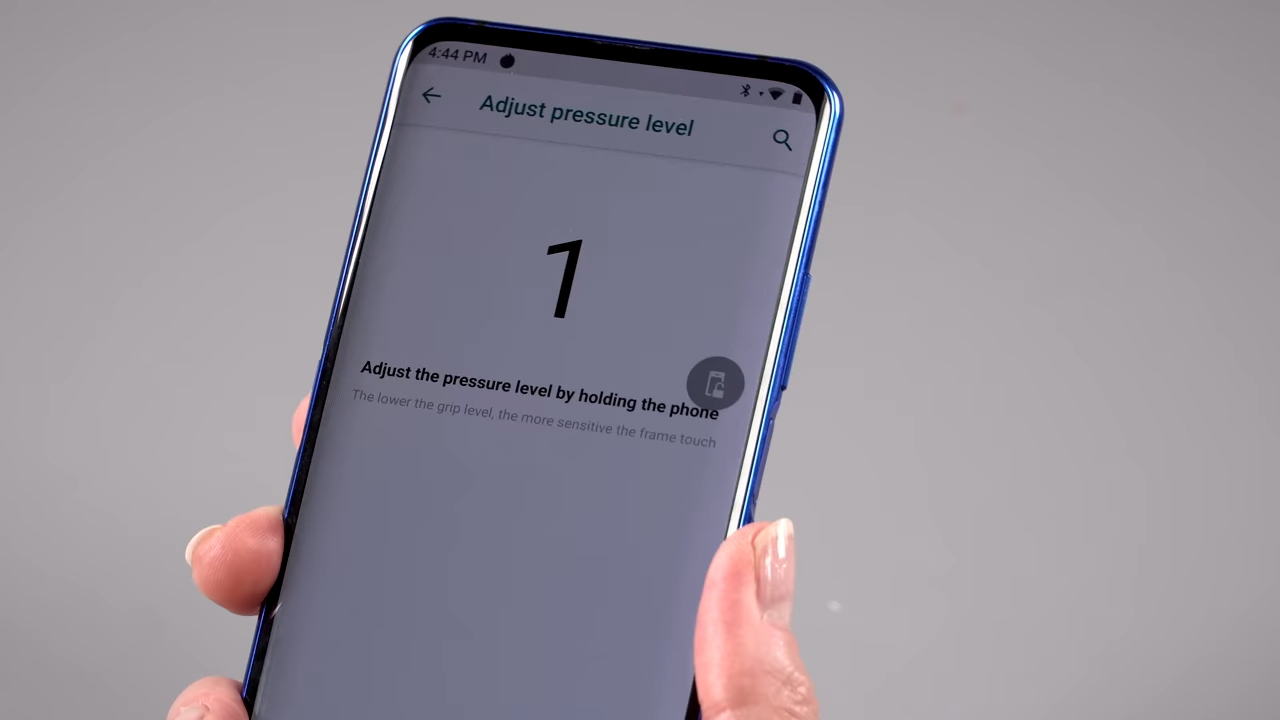 4:44 PM
Adjust pressure level
1
Adjust the pressure level by holding the phone
The lower the grip level, the more sensitive the frame touch